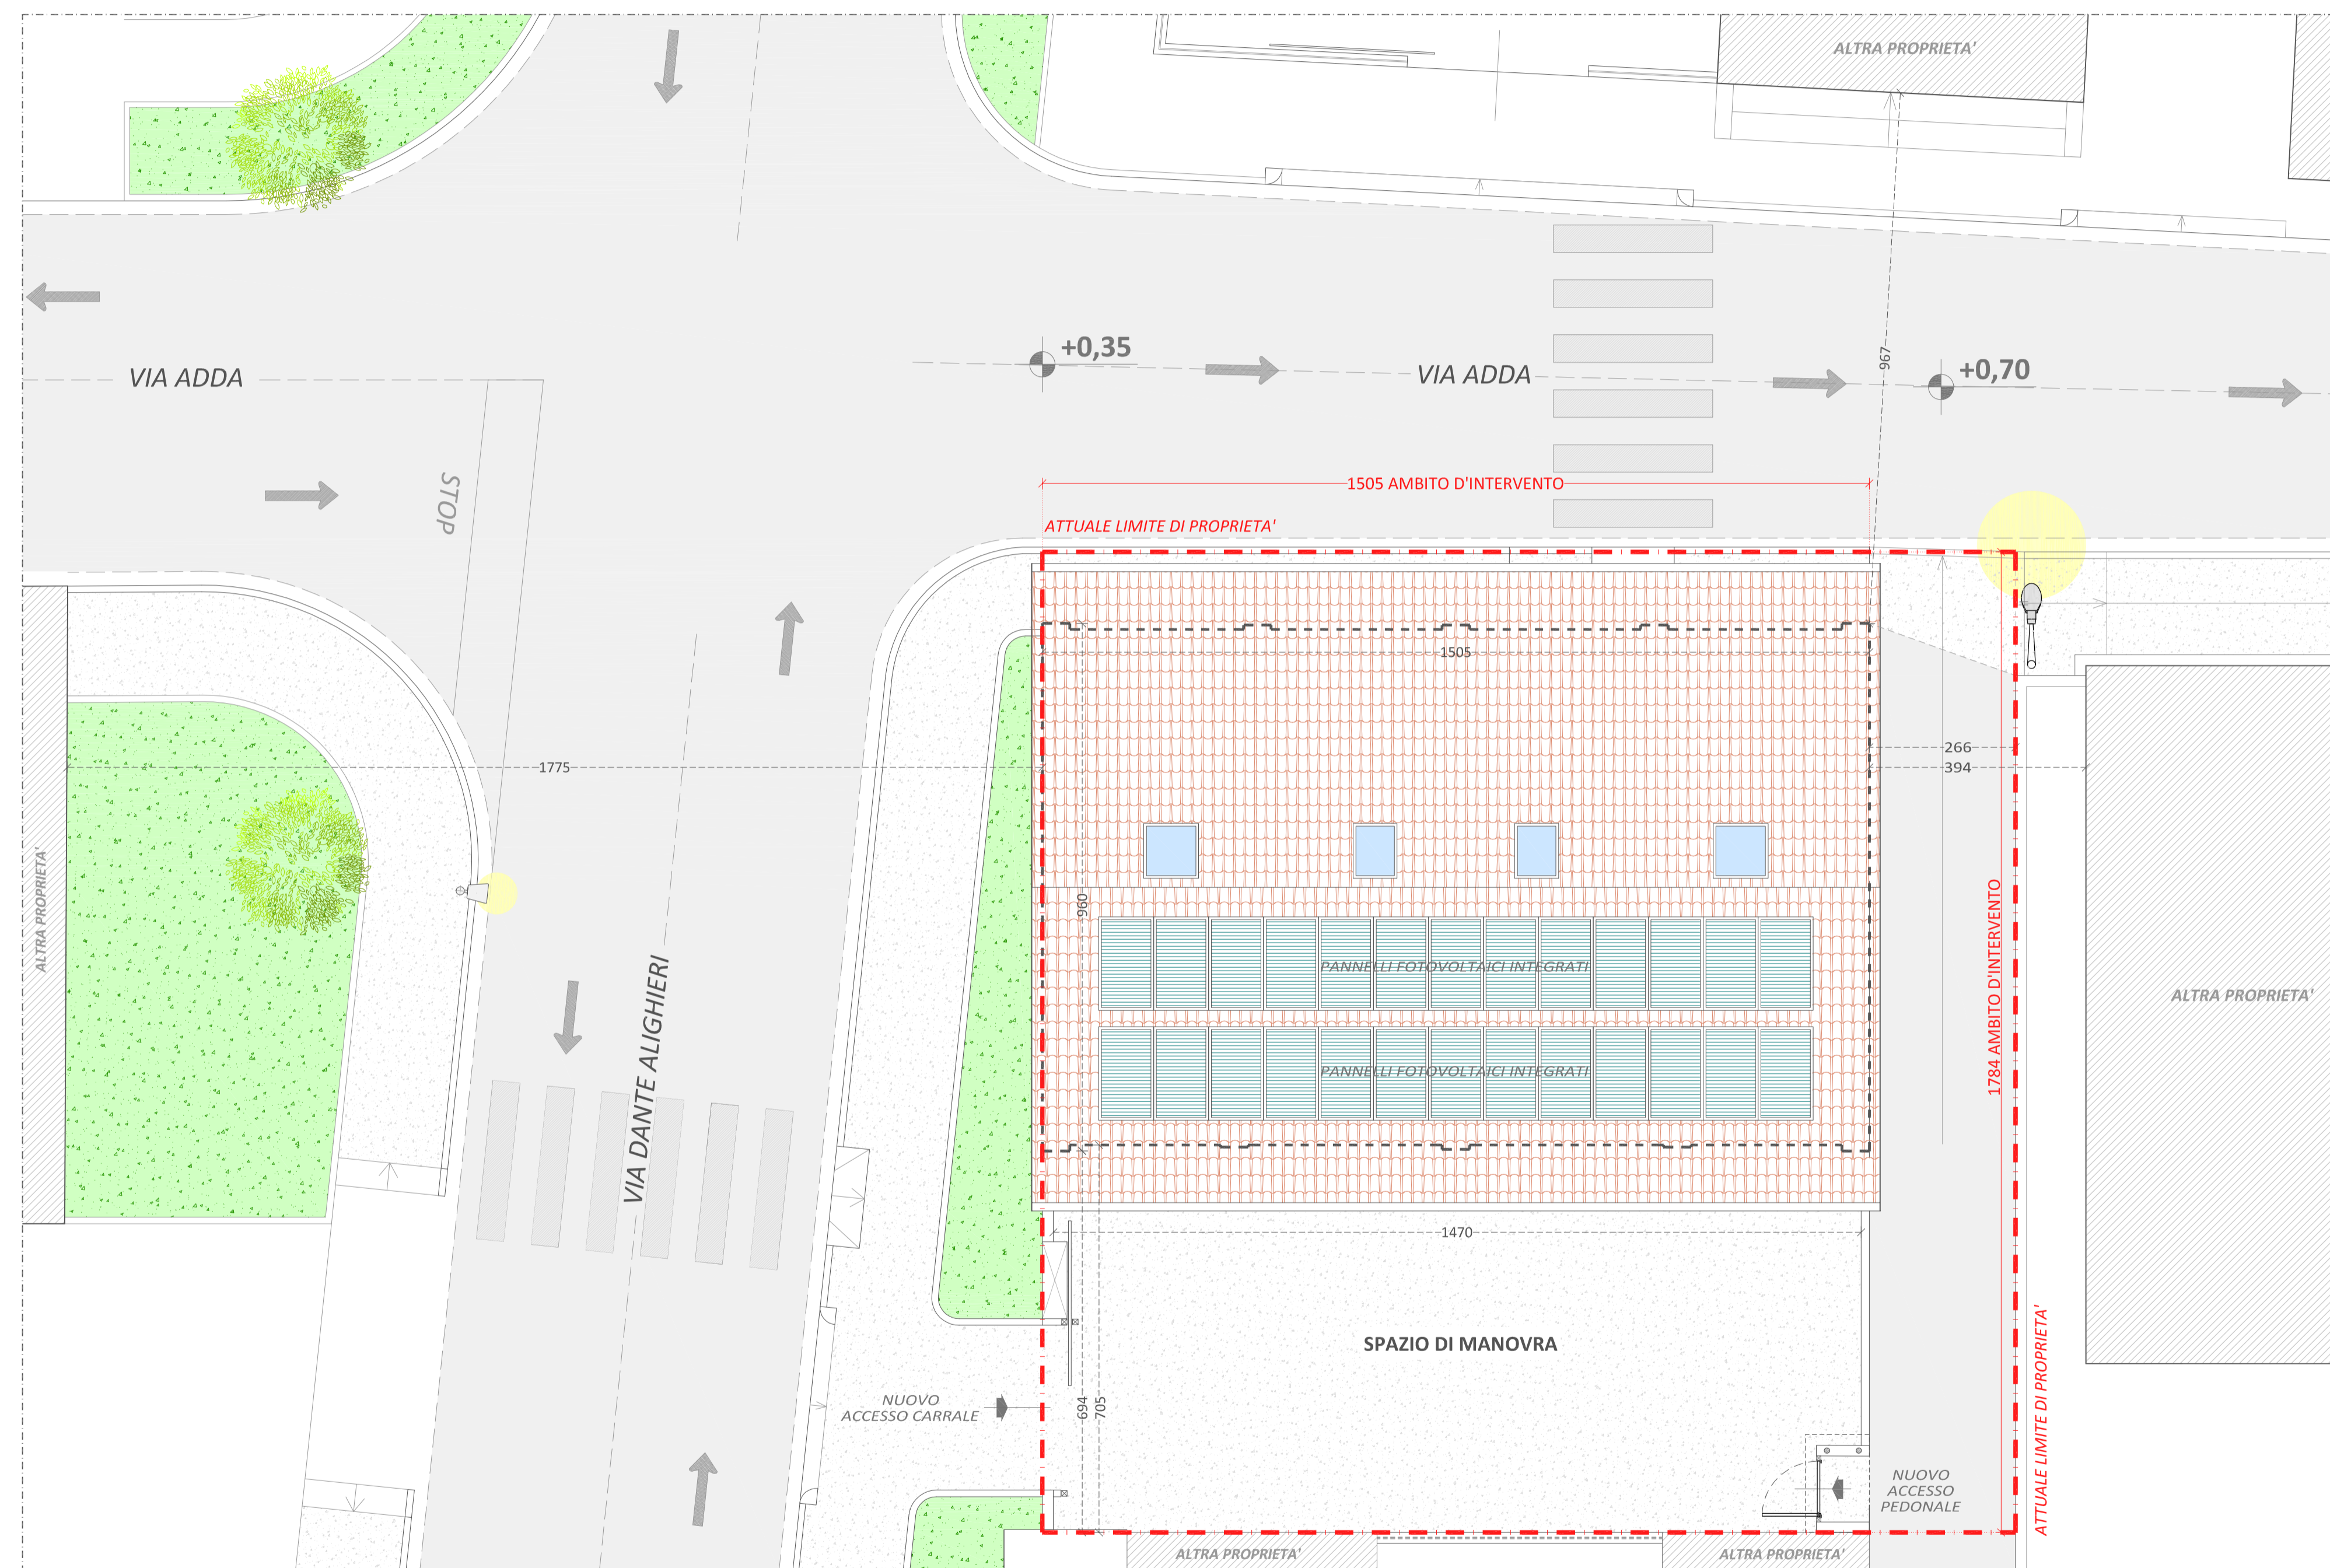 ALTRA PROPRIETA'
+0,35
VIA ADDA
VIA ADDA
967
+0,70
STOP
1505 AMBITO D'INTERVENTO
ATTUALE LIMITE DI PROPRIETA'
1505
266
1775
394
ALTRA PROPRIETA'
960
1784 AMBITO D'INTERVENTO
PANNELLI FOTOVOLTAICI INTEGRATI
ALTRA PROPRIETA'
VIA DANTE ALIGHIERI
PANNELLI FOTOVOLTAICI INTEGRATI
1470
SPAZIO DI MANOVRA
NUOVO
ACCESSO CARRALE
694
705
ATTUALE LIMITE DI PROPRIETA'
NUOVO
ACCESSO
PEDONALE
ALTRA PROPRIETA'
ALTRA PROPRIETA'